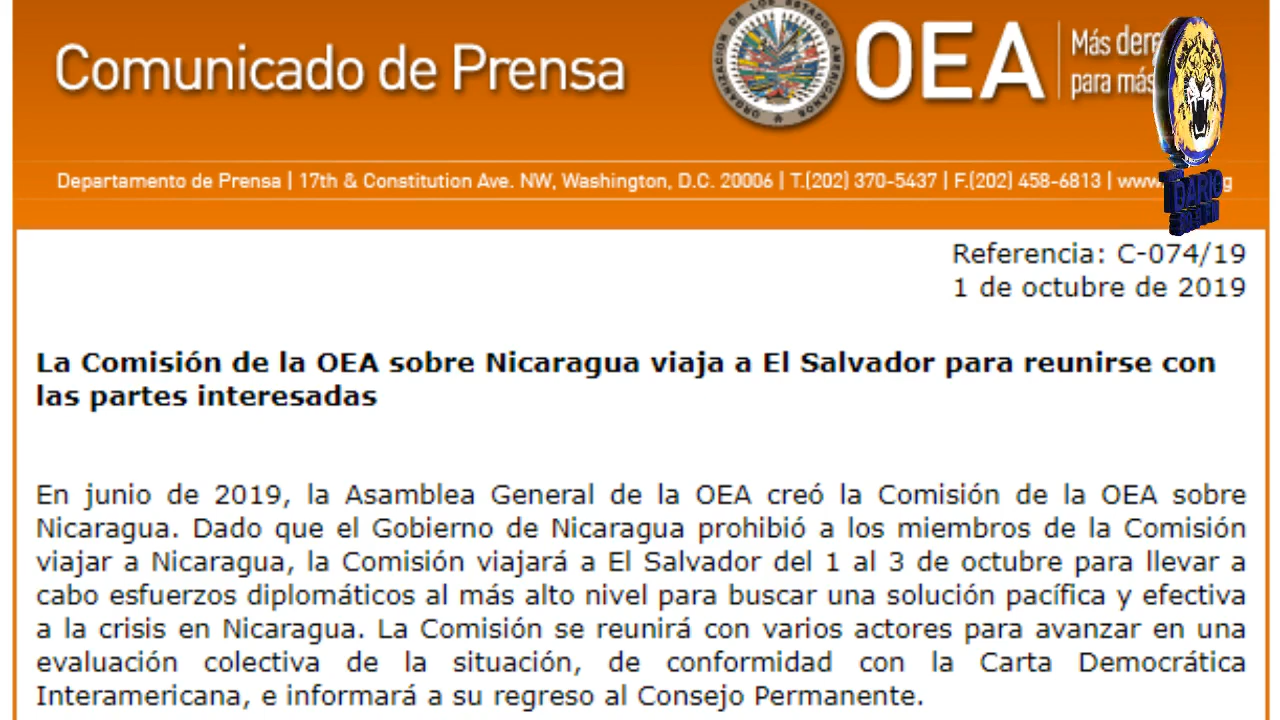 Comunicado de Prensa
ORGANIZACION DE LOS ESTADOS AMERICANOS
OEA
Más
para más
Departamento de Prensa | 17th & Constitution Ave. NW, Washington, D.C. 20006 | T.(202) 370-5437 | F.(202) 458-6813 |
DARIO
Referencia: C-074/19
1 de octubre de 2019
La Comisión de la OEA sobre Nicaragua viaja a El Salvador para reunirse con
las partes interesadas
En junio de 2019, la Asamblea General de la OEA creó la Comisión de la OEA sobre
Nicaragua. Dado que el Gobierno de Nicaragua prohibió a los miembros de la Comisión
viajar a Nicaragua, la Comisión viajará a El Salvador del 1 al 3 de octubre para llevar a
cabo esfuerzos diplomáticos al más alto nivel para buscar una solución pacífica y efectiva
a la crisis en Nicaragua. La Comisión se reunirá con varios actores para avanzar en una
evaluación colectiva de la situación, de conformidad con la Carta Democrática
Interamericana, e informará a su regreso al Consejo Permanente.